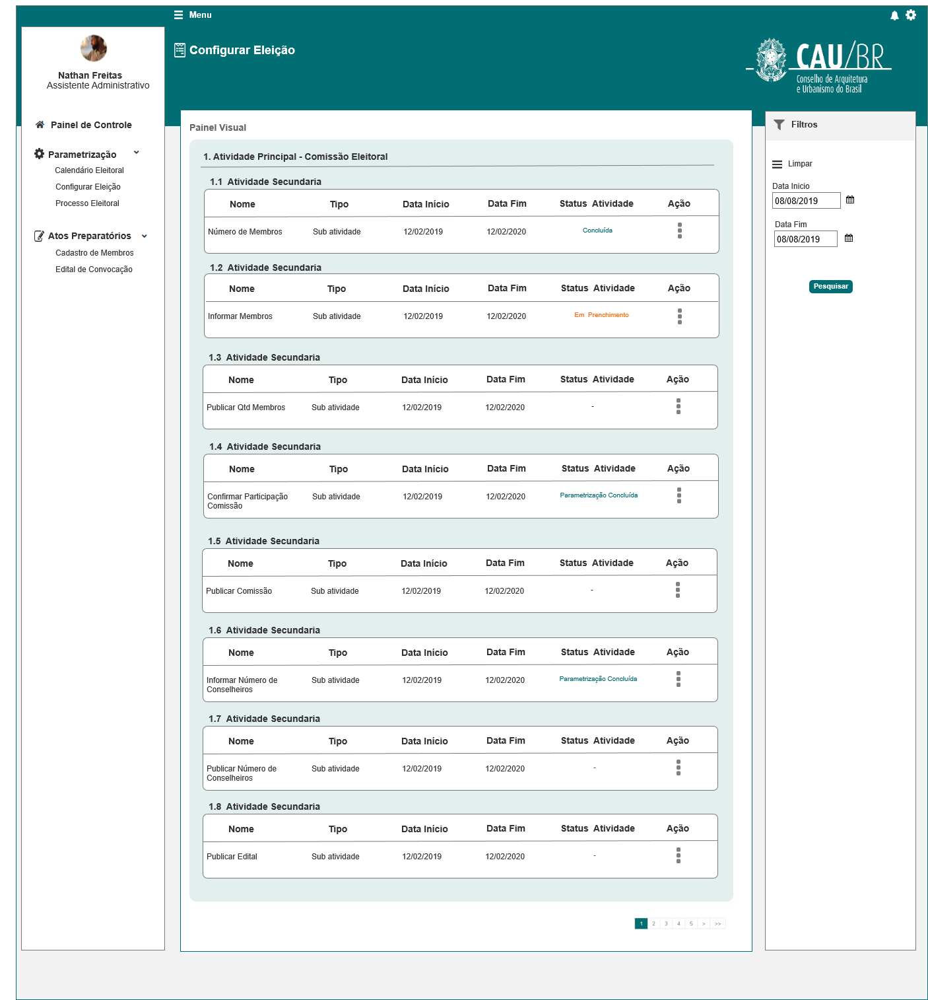 Menu
Configurar Eleição
CAU/BR
Conselho de Arquitetura
e Urbanismo do Brasil
Nathan Freitas
Assistente Administrativo
Painel de Controle
Parametrização
Calendário Eleitoral
Configurar Eleição
Processo Eleitoral
Atos Preparatórios
Cadastro de Membros
Edital de Convocação
Painel Visual
1. Atividade Principal - Comissão Eleitoral
1.1 Atividade Secundaria
Nome Tipo Data Início Data Fim Status Atividade Ação
Número de Membros Sub atividade 12/02/2019 12/02/2020 Concluída
1.2 Atividade Secundaria
Nome Tipo Data Início Data Fim Status Atividade Ação
Informar Membros Sub atividade 12/02/2019 12/02/2020 Em Prenchimento
1.3 Atividade Secundaria
Nome Tipo Data Início Data Fim Status Atividade Ação
Publicar Qtd Membros Sub atividade 12/02/2019 12/02/2020 -
1.4 Atividade Secundaria
Nome Tipo Data Início Data Fim Status Atividade Ação
Confirmar Participação Sub atividade 12/02/2019 12/02/2020 Parametrização Concluída
Comissão
1.5 Atividade Secundaria
Nome Tipo Data Início Data Fim Status Atividade Ação
Publicar Comissão Sub atividade 12/02/2019 12/02/2020 -
1.6 Atividade Secundaria
Nome Tipo Data Início Data Fim Status Atividade Ação
Informar Número de Sub atividade 12/02/2019 12/02/2020 Parametrização Concluída
Conselheiros
1.7 Atividade Secundaria
Nome Tipo Data Início Data Fim Status Atividade Ação
Publicar Número de Sub atividade 12/02/2019 12/02/2020 -
Conselheiros
1.8 Atividade Secundaria
Nome Tipo Data Início Data Fim Status Atividade Ação
Publicar Edital Sub atividade 12/02/2019 12/02/2020 -
1 2 3 4 5 > >>
Filtros
Limpar
Data Inicio
08/08/2019
Data Fim
08/08/2019
Pesquisar